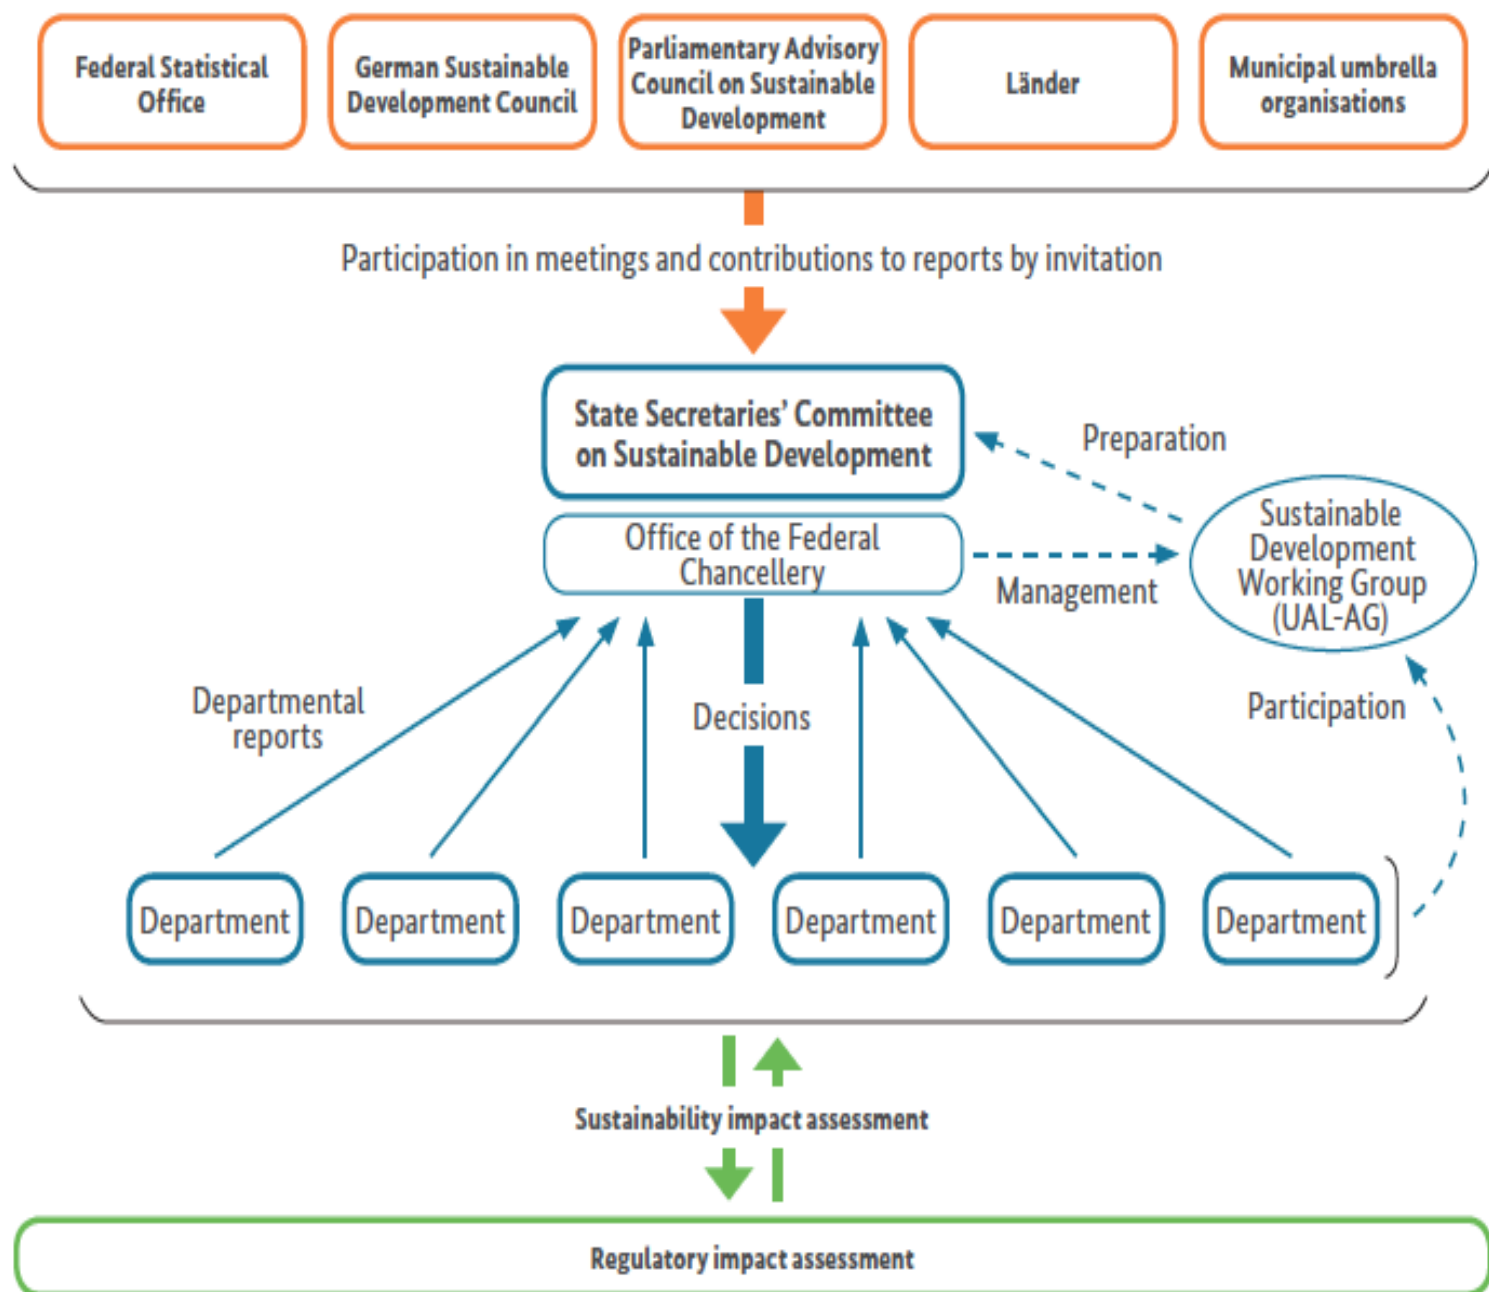 Federal Statistical
Office
German Sustainable
Development Council
Parliamentary Advisory
Council on Sustainable
Development
Länder
Municipal umbrella
organisations
Participation in meetings and contributions to reports by invitation
State Secretaries’ Committee
on Sustainable Development
Preparation
Office of the Federal
Chancellery
Management
Sustainable
Development
Working Group
(UAL-AG)
Departmental
reports
Decisions
Participation
Department
Department
Department
Department
Department
Department
Sustainability impact assessment
Regulatory impact assessment